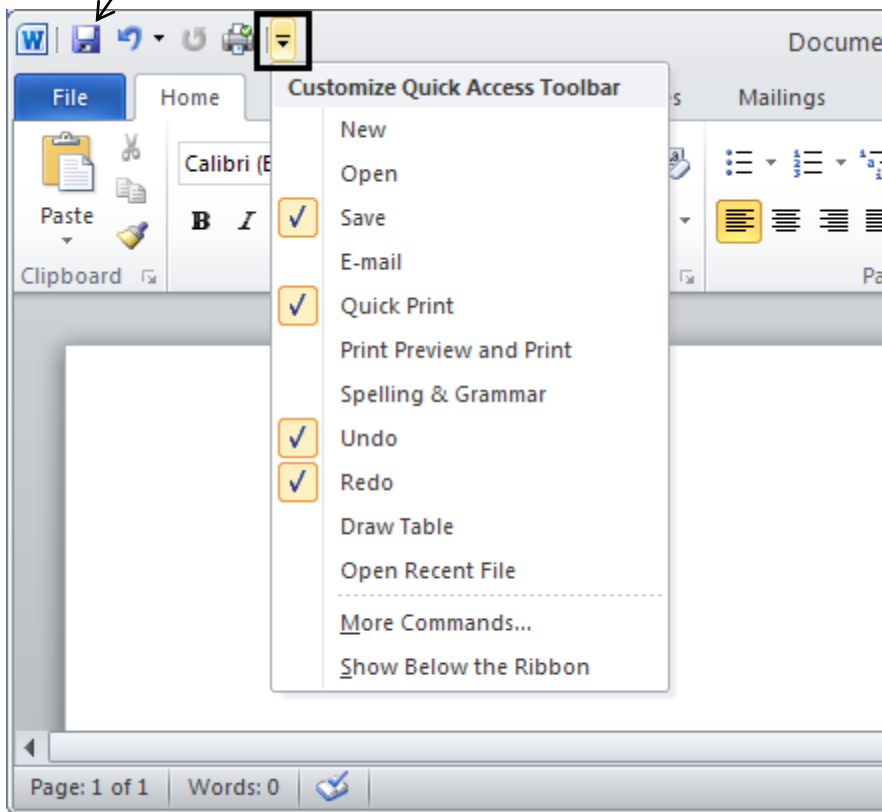 W
Docume
File Home s Mailings
Customize Quick Access Toolbar
New
Open
Save
E-mail
Quick Print
Print Preview and Print
Spelling & Grammar
Undo
Redo
Draw Table
Open Recent File
More Commands...
Show Below the Ribbon
Calibri (E
Paste
B I
Clipboard
Pa
Page: 1 of 1 Words: 0